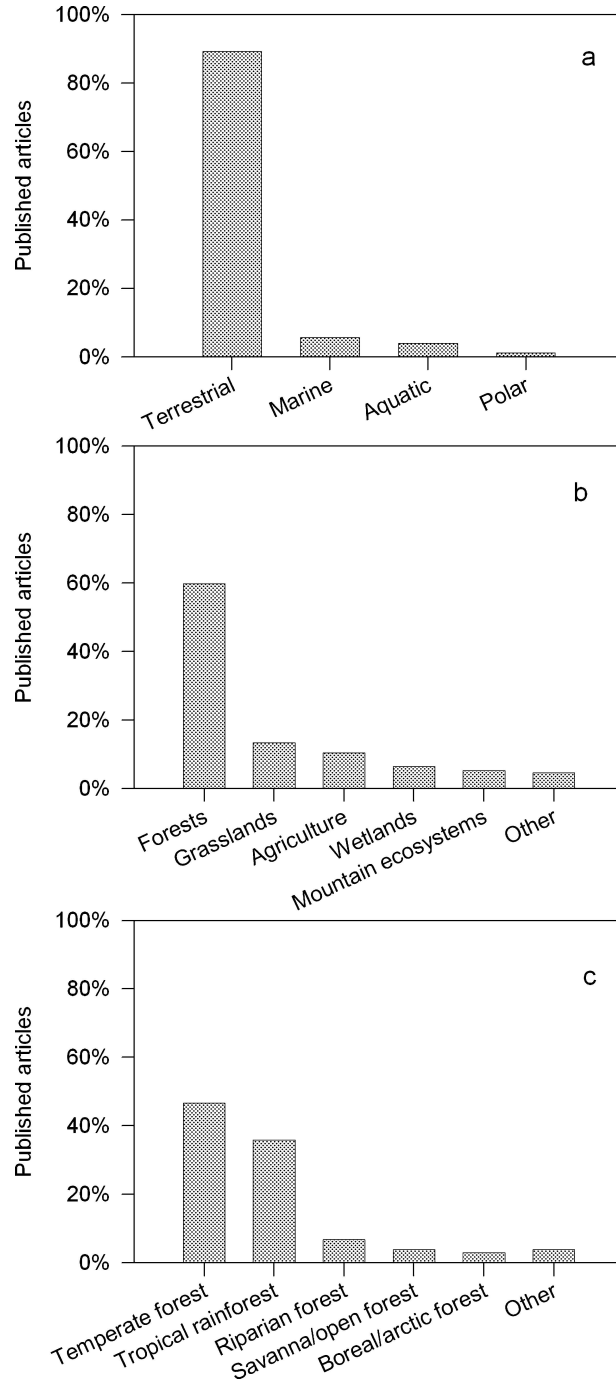 100%
a
80%
60%
40%
20%
0%
Published articles
Terrestrial
Marine
Aquatic
Polar
100%
b
80%
60%
40%
20%
0%
Published articles
Forests
Grasslands
Agriculture
Wetlands
Mountain ecosystems
Other
100%
c
80%
60%
40%
20%
0%
Published articles
Temperate forest
Tropical rainforest
Riparian forest
Savanna/open forest
Boreal/arctic forest
Other